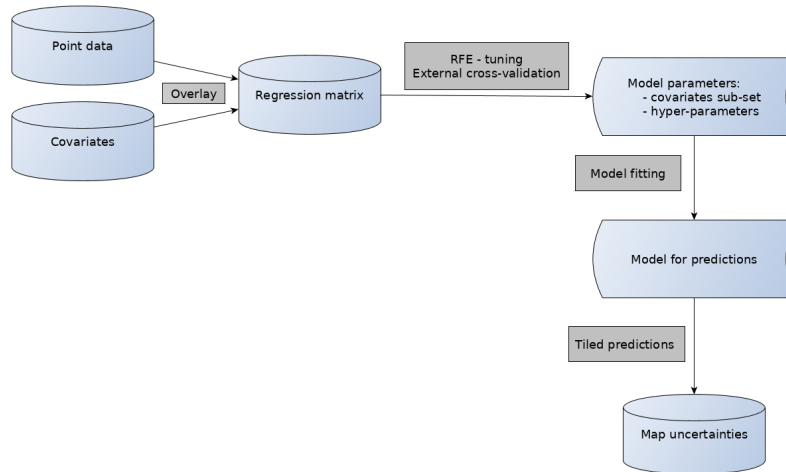 Point data
Overlay
Covariates
Regression matrix
RFE - tuning
External cross-validation
Model parameters:
- covariates sub-set
- hyper-parameters
Model fitting
Model for predictions
Tiled predictions
Map uncertainties